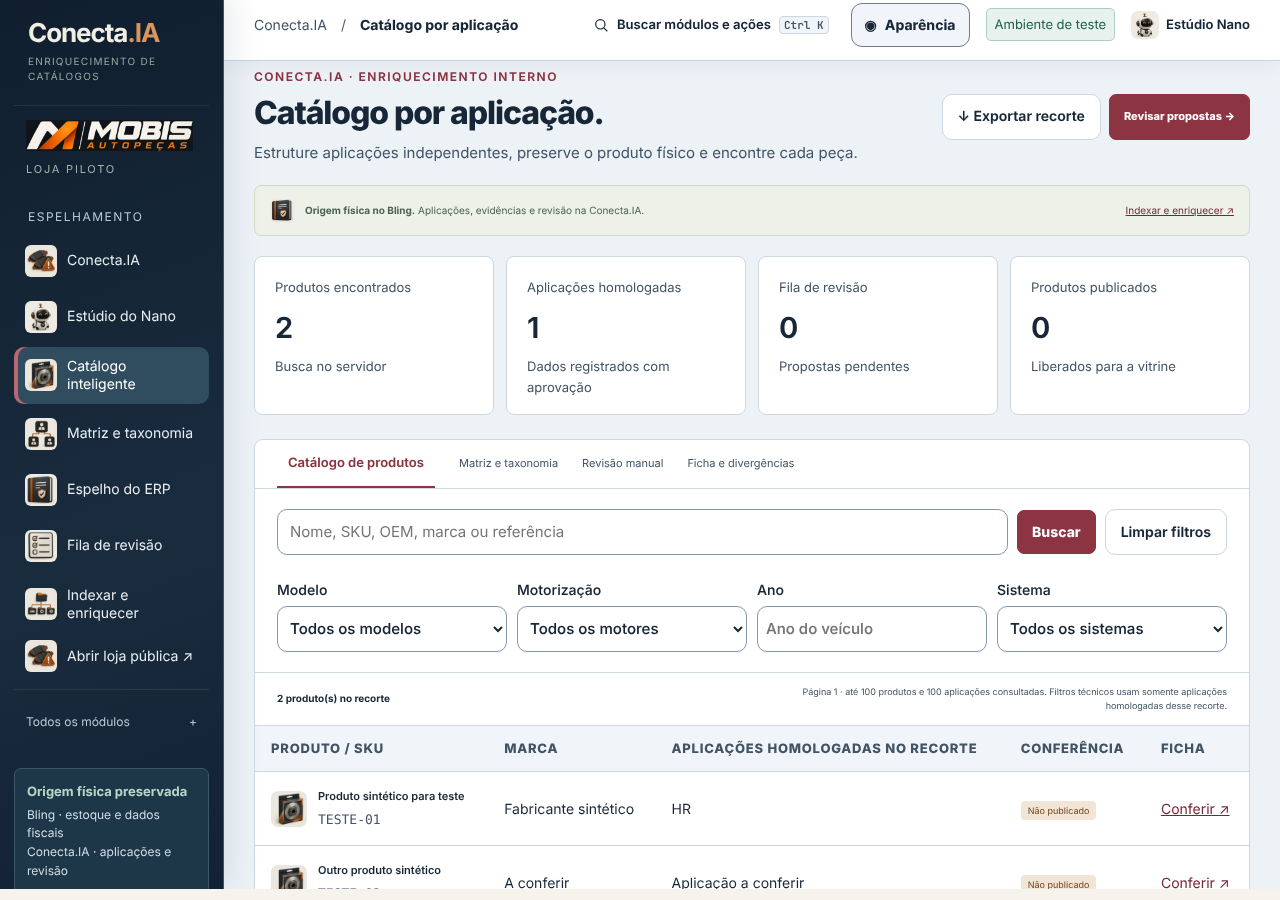 Conecta.IA
ENRIQUECIMENTO DE
CATÁLOGOS
MOBIS
AUTOPEÇAS
LOJA PILOTO
ESPELHAMENTO
Conecta.IA
Estúdio do Nano
Catálogo
inteligente
Matriz e taxonomia
Espelho do ERP
Fila de revisão
Indexar e
enriquecer
Abrir loja pública ↗
Todos os módulos +
Origem física preservada
Bling · estoque e dados
fiscais
Conecta.IA · aplicações e
revisão
Conecta.IA / Catálogo por aplicação
Buscar módulos e ações Ctrl K
◉ Aparência
Ambiente de teste
Estúdio Nano
CONECTA.IA · ENRIQUECIMENTO INTERNO
Catálogo por aplicação.
Estruture aplicações independentes, preserve o produto físico e encontre cada peça.
↓ Exportar recorte
Revisar propostas →
Origem física no Bling. Aplicações, evidências e revisão na Conecta.IA.
Indexar e enriquecer ↗
Produtos encontrados
2
Busca no servidor
Aplicações homologadas
1
Dados registrados com
aprovação
Fila de revisão
0
Propostas pendentes
Produtos publicados
0
Liberados para a vitrine
Catálogo de produtos
Matriz e taxonomia
Revisão manual
Ficha e divergências
Nome, SKU, OEM, marca ou referência
Buscar
Limpar filtros
Modelo
Todos os modelos
Motorização
Todos os motores
Ano
Ano do veículo
Sistema
Todos os sistemas
2 produto(s) no recorte
Página 1 · até 100 produtos e 100 aplicações consultadas. Filtros técnicos usam somente aplicações
homologadas desse recorte.
PRODUTO / SKU MARCA APLICAÇÕES HOMOLOGADAS NO RECORTE CONFERÊNCIA FICHA
Produto sintético para teste
TESTE-01
Fabricante sintético
HR
Não publicado
Conferir ↗
Outro produto sintético
A conferir
Aplicação a conferir
Não publicado
Conferir ↗